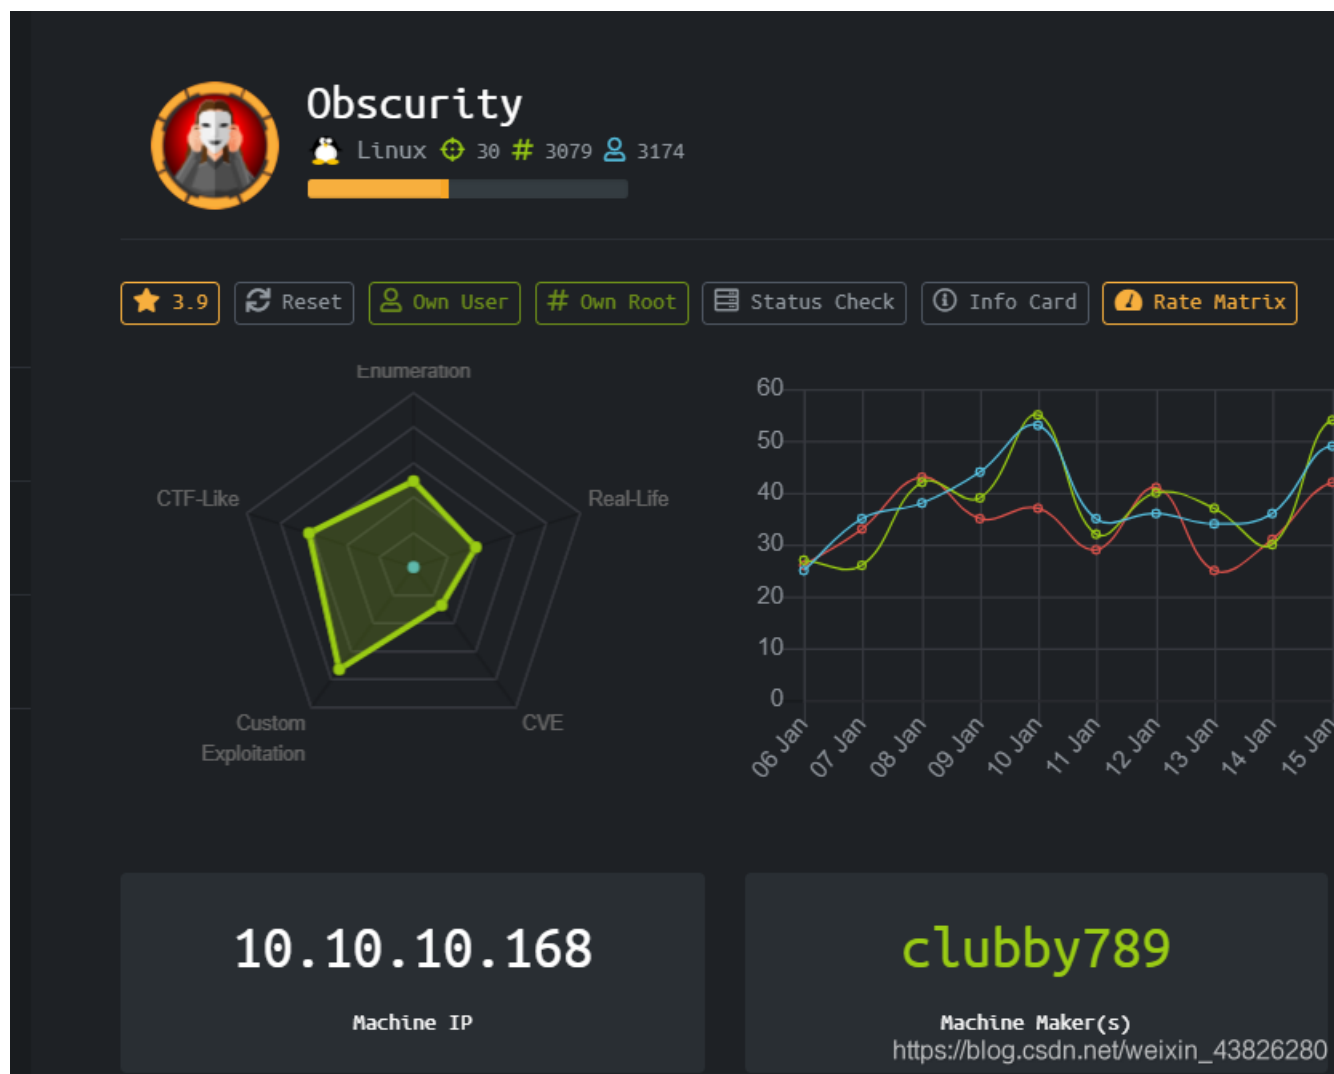 Obscurity
Linux 30 # 3079 3174
3.9 Reset Own User # Own Root Status Check Info Card Rate Matrix
Enumeration
CTF-Like
Real-Life
Custom
Exploitation
CVE
60
50
40
30
20
10
0
06 Jan 07 Jan 08 Jan 09 Jan 10 Jan 11 Jan 12 Jan 13 Jan 14 Jan 15 Jan
10.10.10.168
Machine IP
clubby789
Machine Maker(s)
https://blog.csdn.net/weixin_43826280